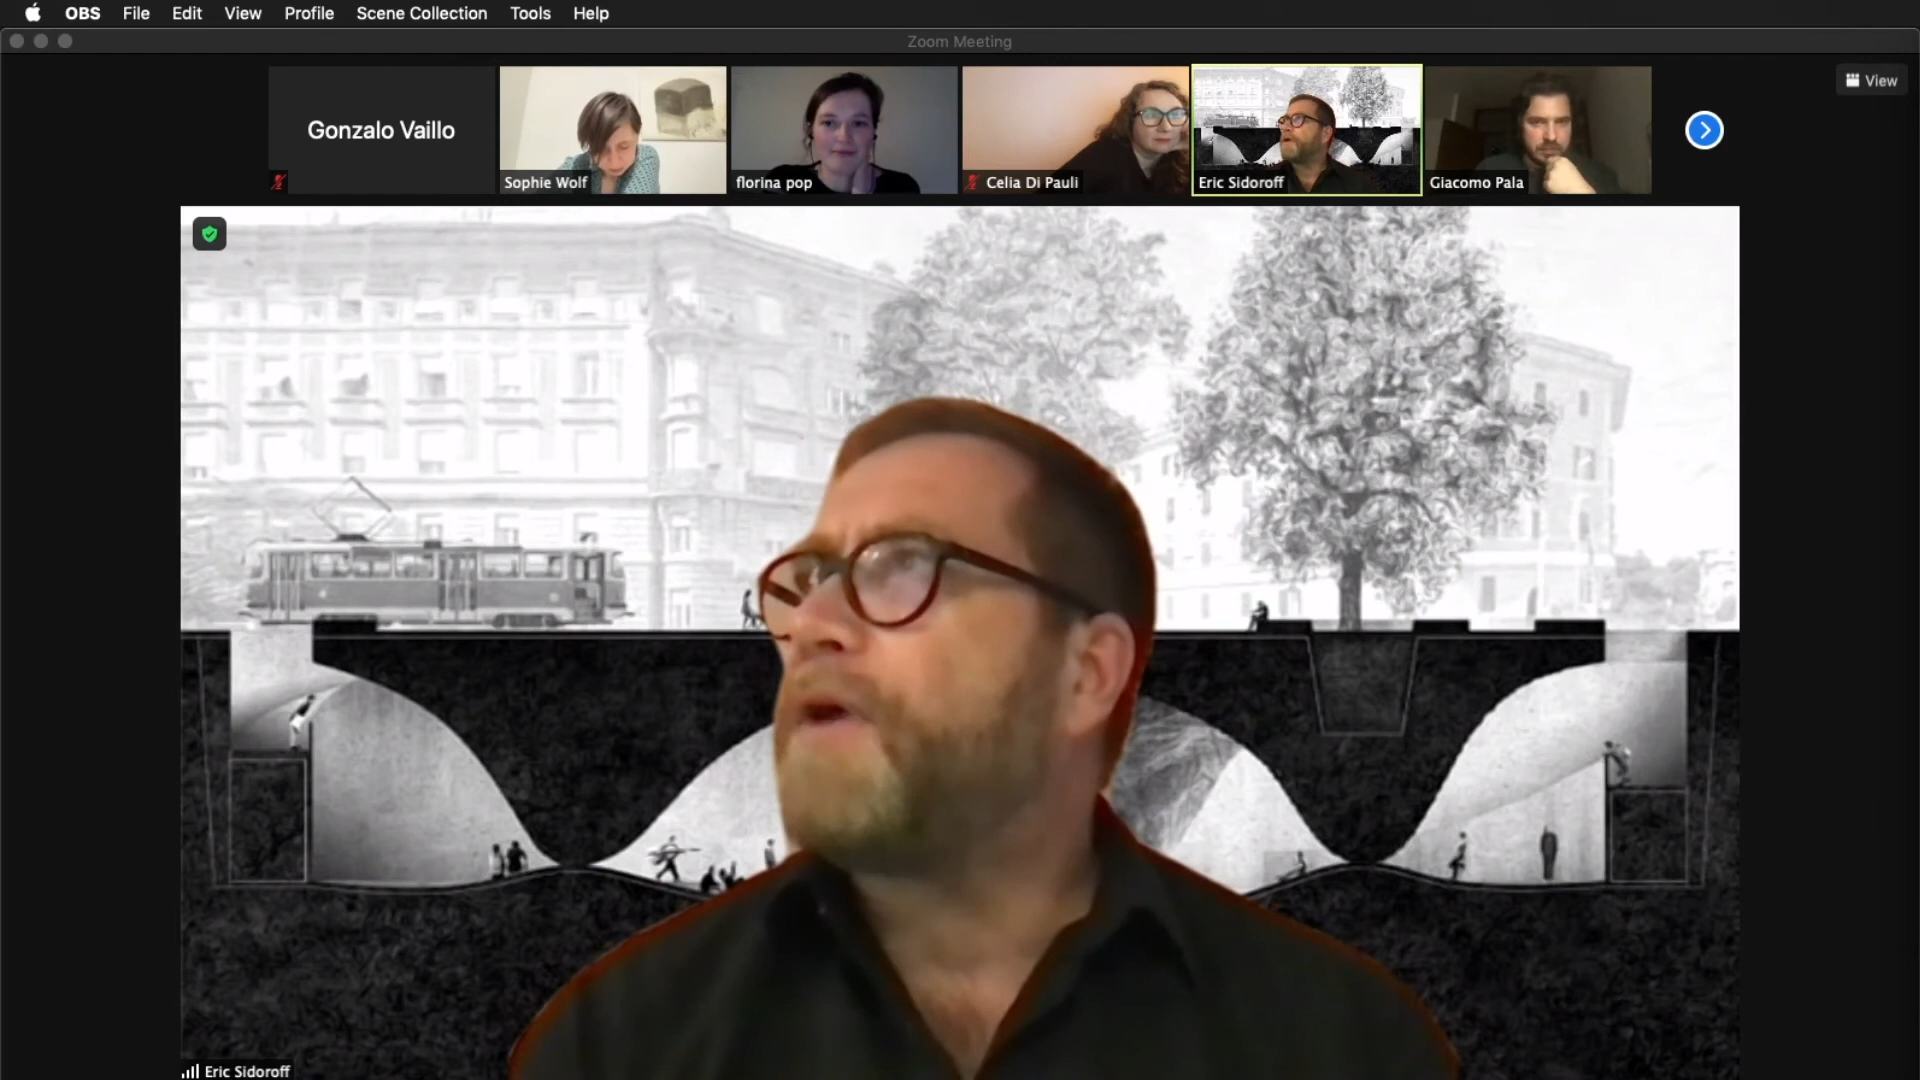 OBS File Edit View Profile Scene Collection Tools Help
Zoom Meeting
View
Gonzalo Vaillo
Sophie Wolf
florina pop
Celia Di Pauli
Eric Sidoroff
Giacomo Pala
Eric Sidoroff